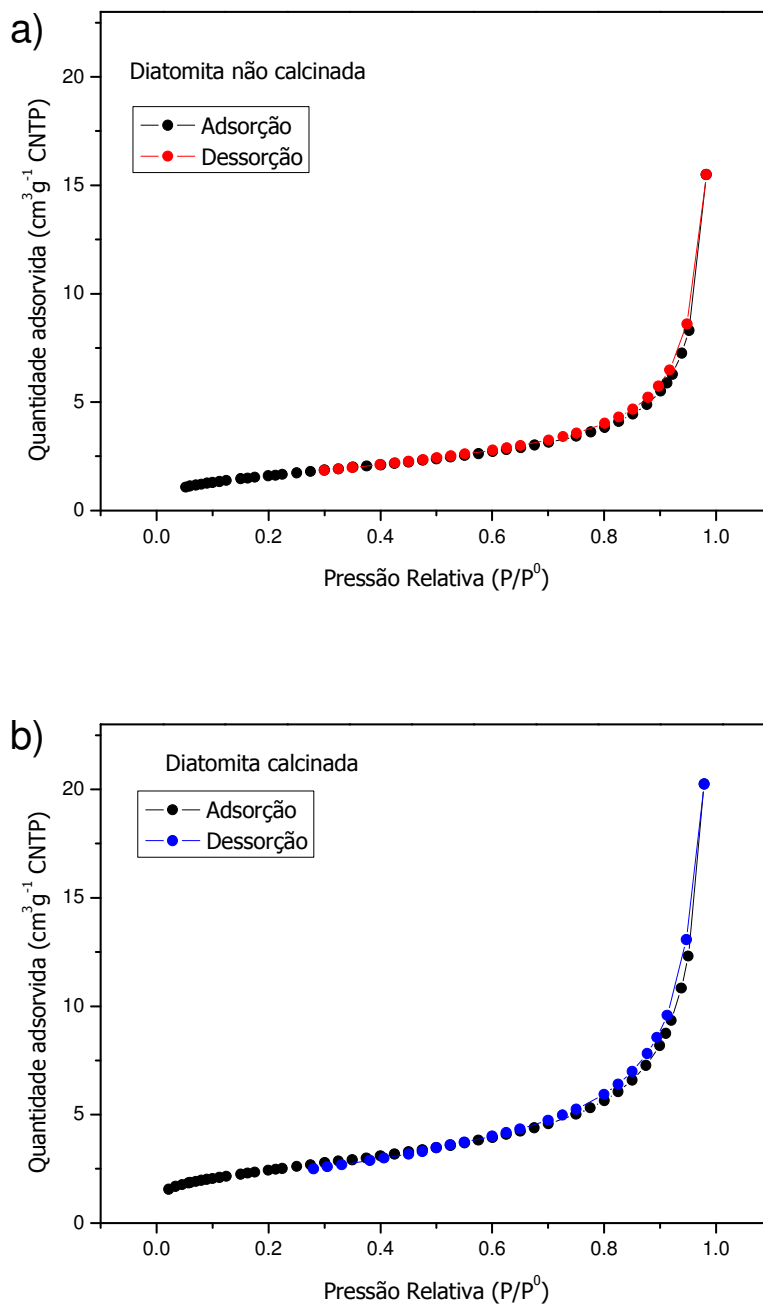 a)
Diatomita não calcinada
Adsorção
Dessorção
Quantidade adsorvida (cm³g⁻¹ CNTP)
20
15
10
5
0
0.0 0.2 0.4 0.6 0.8 1.0
Pressão Relativa (P/P⁰)
b)
Diatomita calcinada
Adsorção
Dessorção
Quantidade adsorvida (cm³g⁻¹ CNTP)
20
15
10
5
0
0.0 0.2 0.4 0.6 0.8 1.0
Pressão Relativa (P/P⁰)